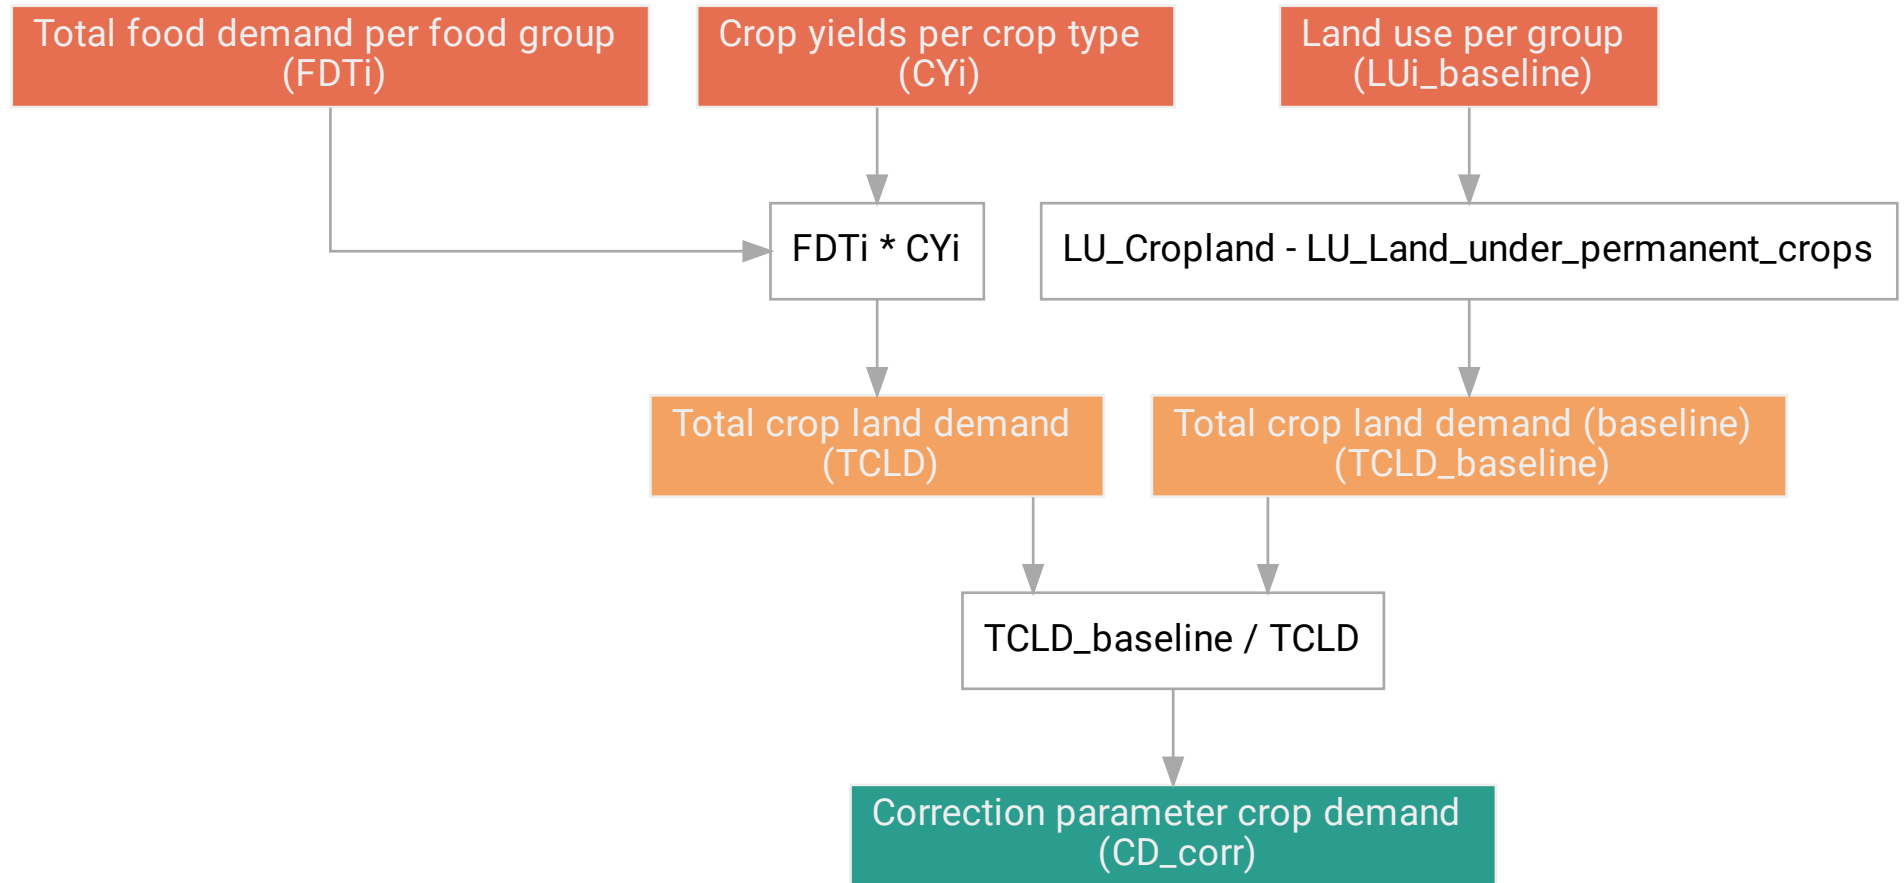 Total food demand per food group
(FDTi)
Crop yields per crop type
(CYi)
Land use per group
(LUi_baseline)
FDTi * CYi
LU_Cropland - LU_Land_under_permanent_crops
Total crop land demand
(TCLD)
Total crop land demand (baseline)
(TCLD_baseline)
TCLD_baseline / TCLD
Correction parameter crop demand
(CD_corr)